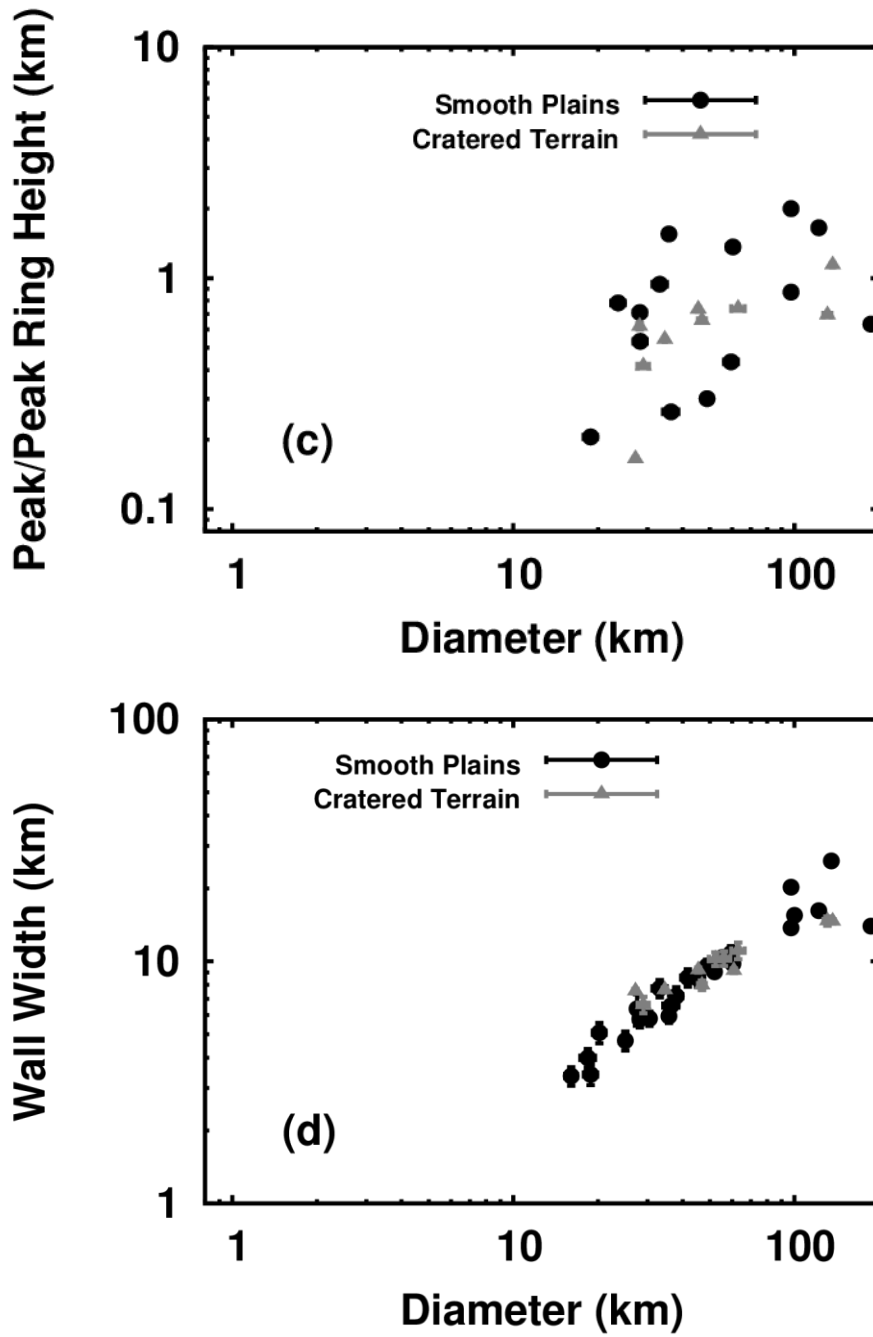 Peak/Peak Ring Height (km)
10
1
0.1
Smooth Plains
Cratered Terrain
(c)
1 10 100
Diameter (km)
Wall Width (km)
100
10
1
Smooth Plains
Cratered Terrain
(d)
1 10 100
Diameter (km)